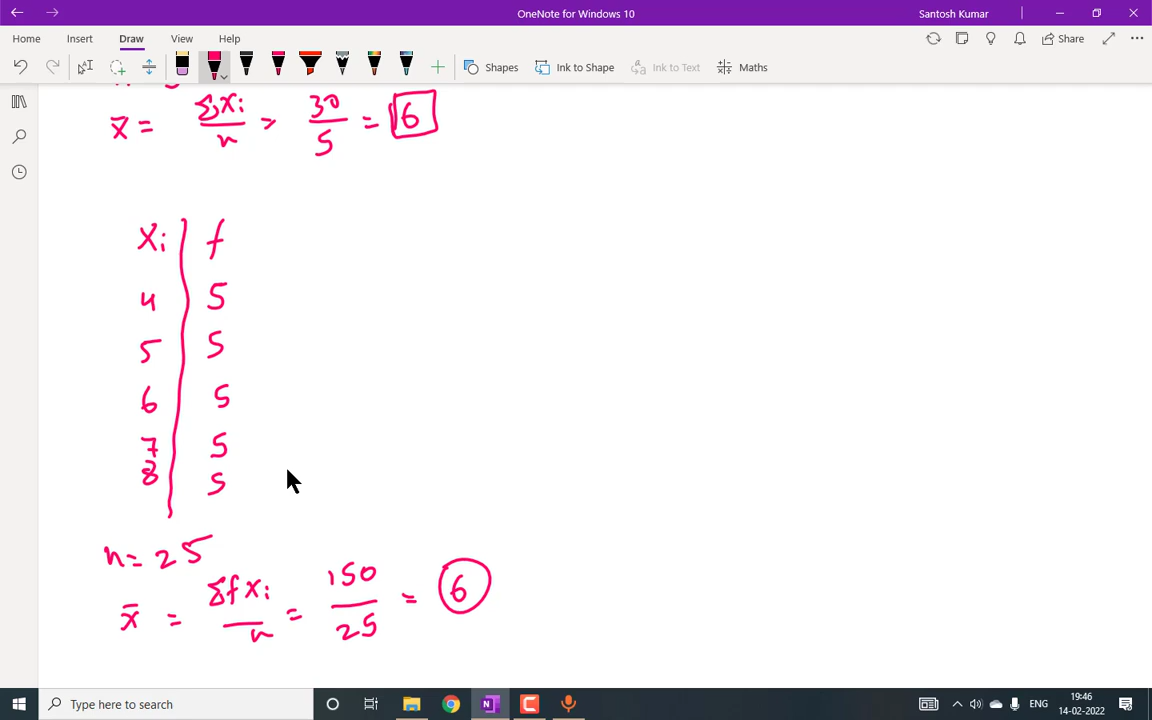 OneNote for Windows 10
Santosh Kumar
Home Insert Draw View Help
Share
Shapes Ink to Shape Ink to Text Maths
x̄ = Σxi/n > 30/5 = 6
xi f
4 5
5 5
6 5
7 5
8 5
n = 25
x̄ = Σfxi/n = 150/25 = 6
Type here to search
ENG
19:46
14-02-2022